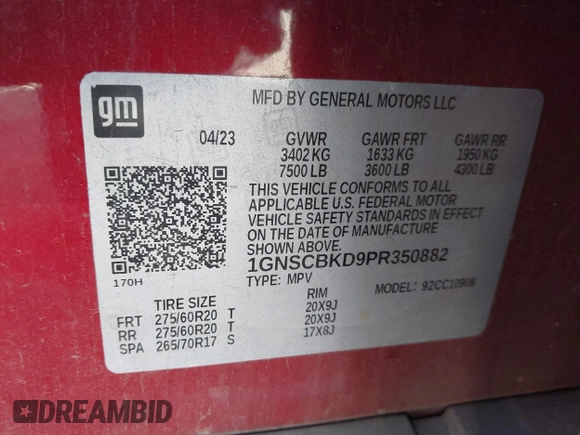 gm
MFD BY GENERAL MOTORS LLC
04/23 GVWR GAWR FRT GAWR RR
3402 KG 1633 KG 1950 KG
7500 LB 3600 LB 4300 LB
THIS VEHICLE CONFORMS TO ALL
APPLICABLE U.S. FEDERAL MOTOR
VEHICLE SAFETY STANDARDS IN EFFECT
ON THE DATE OF MANUFACTURE
SHOWN ABOVE.
1GNSCBKD9PR350882
170H TYPE: MPV MODEL: 92CC10906
TIRE SIZE RIM
FRT 275/60R20 T 20X9J
RR 275/60R20 T 20X9J
SPA 265/70R17 S 17X8J
DREAMBID